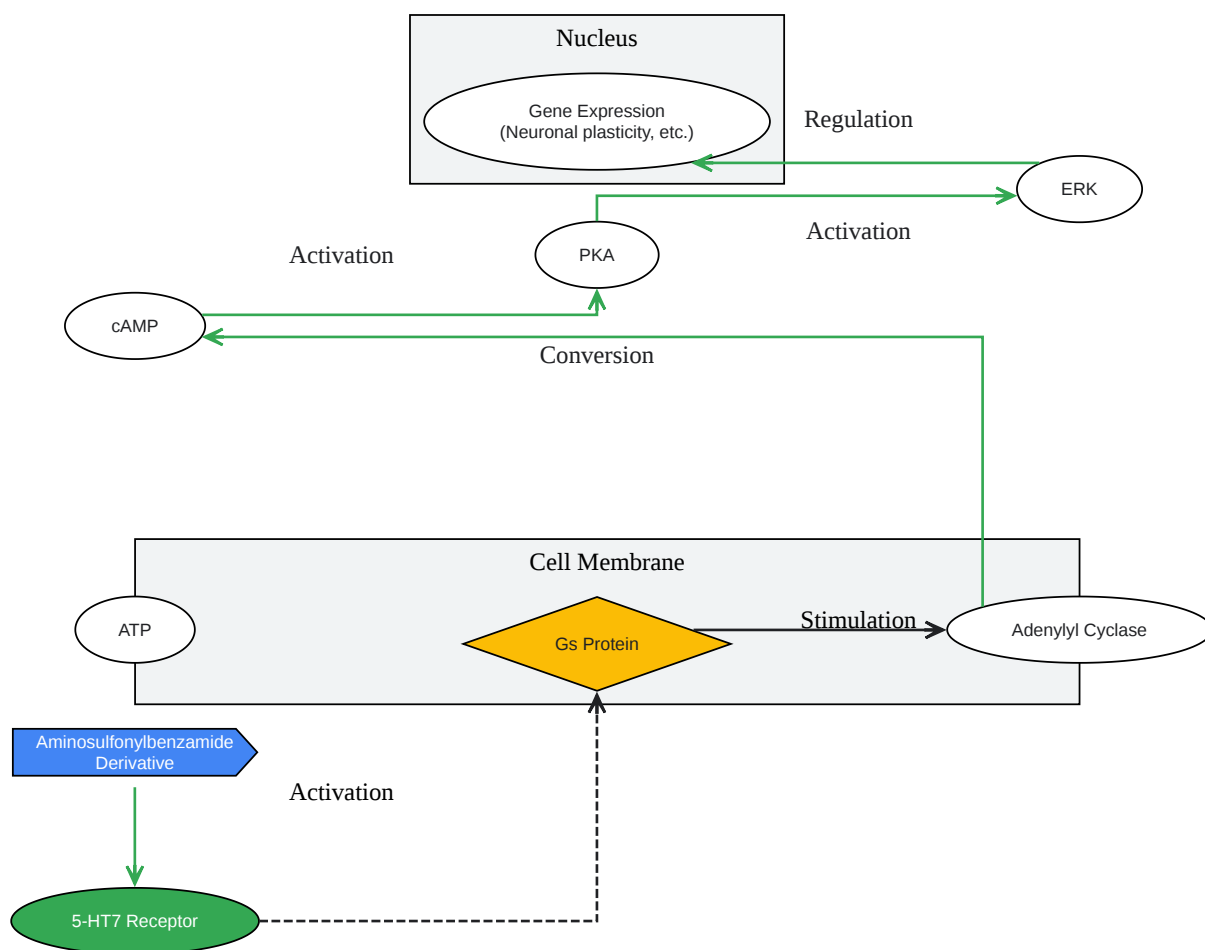 Nucleus
Gene Expression
(Neuronal plasticity, etc.)
Regulation
ERK
Activation
PKA
Activation
cAMP
Conversion
Cell Membrane
ATP
Gs Protein
Stimulation
Adenylyl Cyclase
Aminosulfonylbenzamide
Derivative
Activation
5-HT7 Receptor